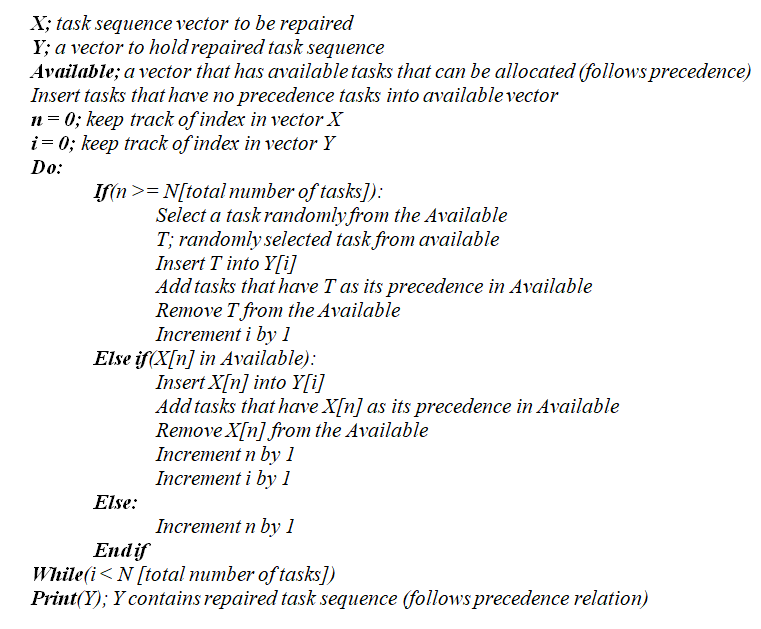 X; task sequence vector to be repaired
Y; a vector to hold repaired task sequence
Available; a vector that has available tasks that can be allocated (follows precedence)
Insert tasks that have no precedence tasks into available vector
n = 0; keep track of index in vector X
i = 0; keep track of index in vector Y
Do:
If(n >= N[total number of tasks]):
Select a task randomly from the Available
T; randomly selected task from available
Insert T into Y[i]
Add tasks that have T as its precedence in Available
Remove T from the Available
Increment i by 1
Else if(X[n] in Available):
Insert X[n] into Y[i]
Add tasks that have X[n] as its precedence in Available
Remove X[n] from the Available
Increment n by 1
Increment i by 1
Else:
Increment n by 1
End if
While(i < N [total number of tasks])
Print(Y); Y contains repaired task sequence (follows precedence relation)